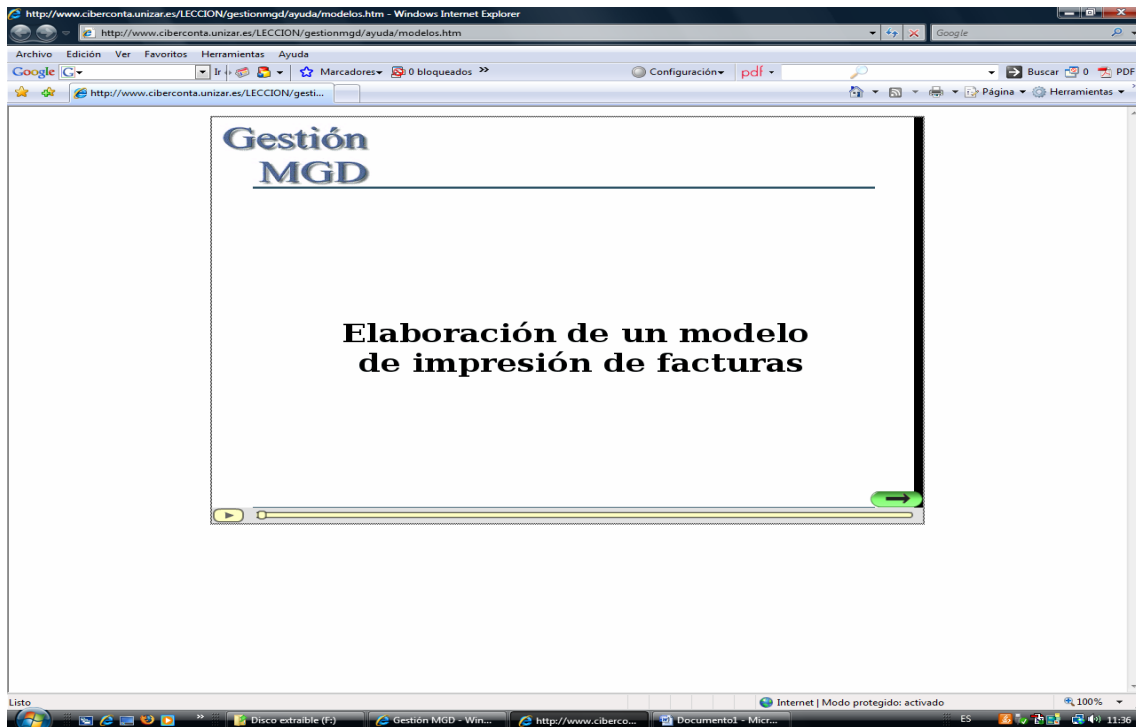 http://www.ciberconta.unizar.es/LECCION/gestionmgd/ayuda/modelos.htm - Windows Internet Explorer
http://www.ciberconta.unizar.es/LECCION/gestionmgd/ayuda/modelos.htm
Google
Archivo Edición Ver Favoritos Herramientas Ayuda
Google G Ir Marcadores 0 bloqueados » Configuración pdf Buscar 0 PDF
http://www.ciberconta.unizar.es/LECCION/gesti... Página Herramientas »
Gestión
MGD
Elaboración de un modelo
de impresión de facturas
Listo Internet | Modo protegido: activado 100%
» Disco extraíble (F:) Gestión MGD - Win... http://www.ciberco... Documento1 - Micr... ES 11:36